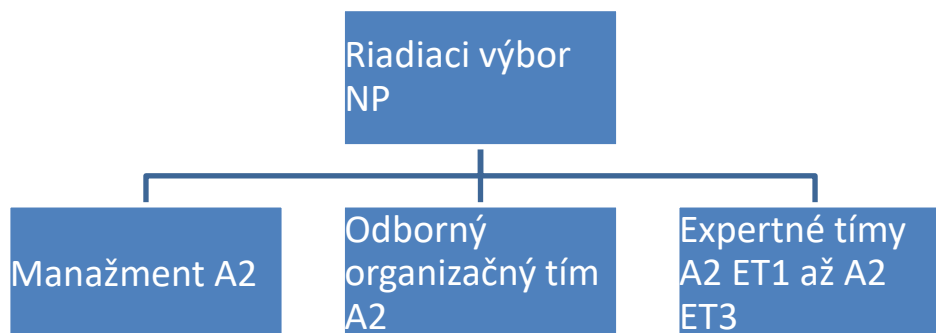 Riadiaci výbor
NP
Manažment A2
Odborný
organizačný tím
A2
Expertné tímy
A2 ET1 až A2
ET3